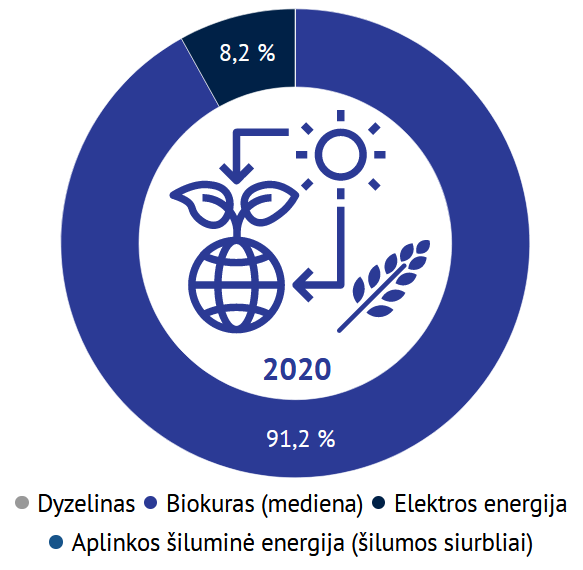 8,2 %
2020
91,2 %
Dyzelinas Biokuras (mediena) Elektros energija
Aplinkos šiluminė energija (šilumos siurbliai)